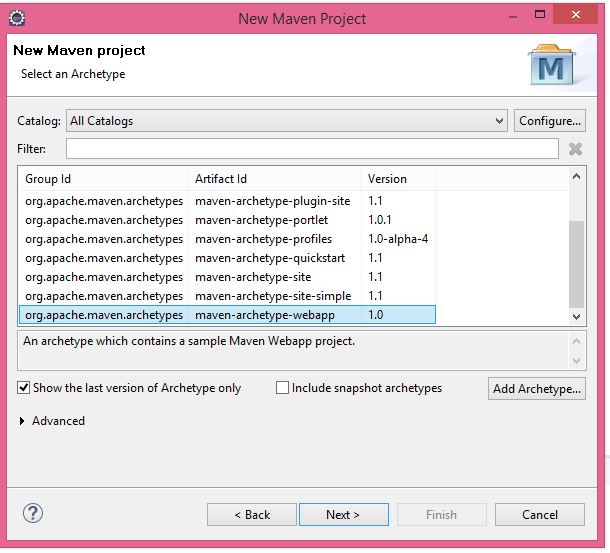 New Maven Project
New Maven project
Select an Archetype
M
Catalog: All Catalogs Configure...
Filter:
Group Id Artifact Id Version
org.apache.maven.archetypes maven-archetype-plugin-site 1.1
org.apache.maven.archetypes maven-archetype-portlet 1.0.1
org.apache.maven.archetypes maven-archetype-profiles 1.0-alpha-4
org.apache.maven.archetypes maven-archetype-quickstart 1.1
org.apache.maven.archetypes maven-archetype-site 1.1
org.apache.maven.archetypes maven-archetype-site-simple 1.1
org.apache.maven.archetypes maven-archetype-webapp 1.0
An archetype which contains a sample Maven Webapp project.
Show the last version of Archetype only Include snapshot archetypes Add Archetype...
Advanced
? < Back Next > Finish Cancel